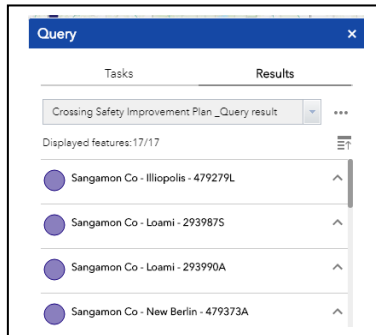 Query
Tasks Results
Crossing Safety Improvement Plan _Query result
Displayed features:17/17
Sangamon Co - Illiopolis - 479279L
Sangamon Co - Loami - 293987S
Sangamon Co - Loami - 293990A
Sangamon Co - New Berlin - 479373A